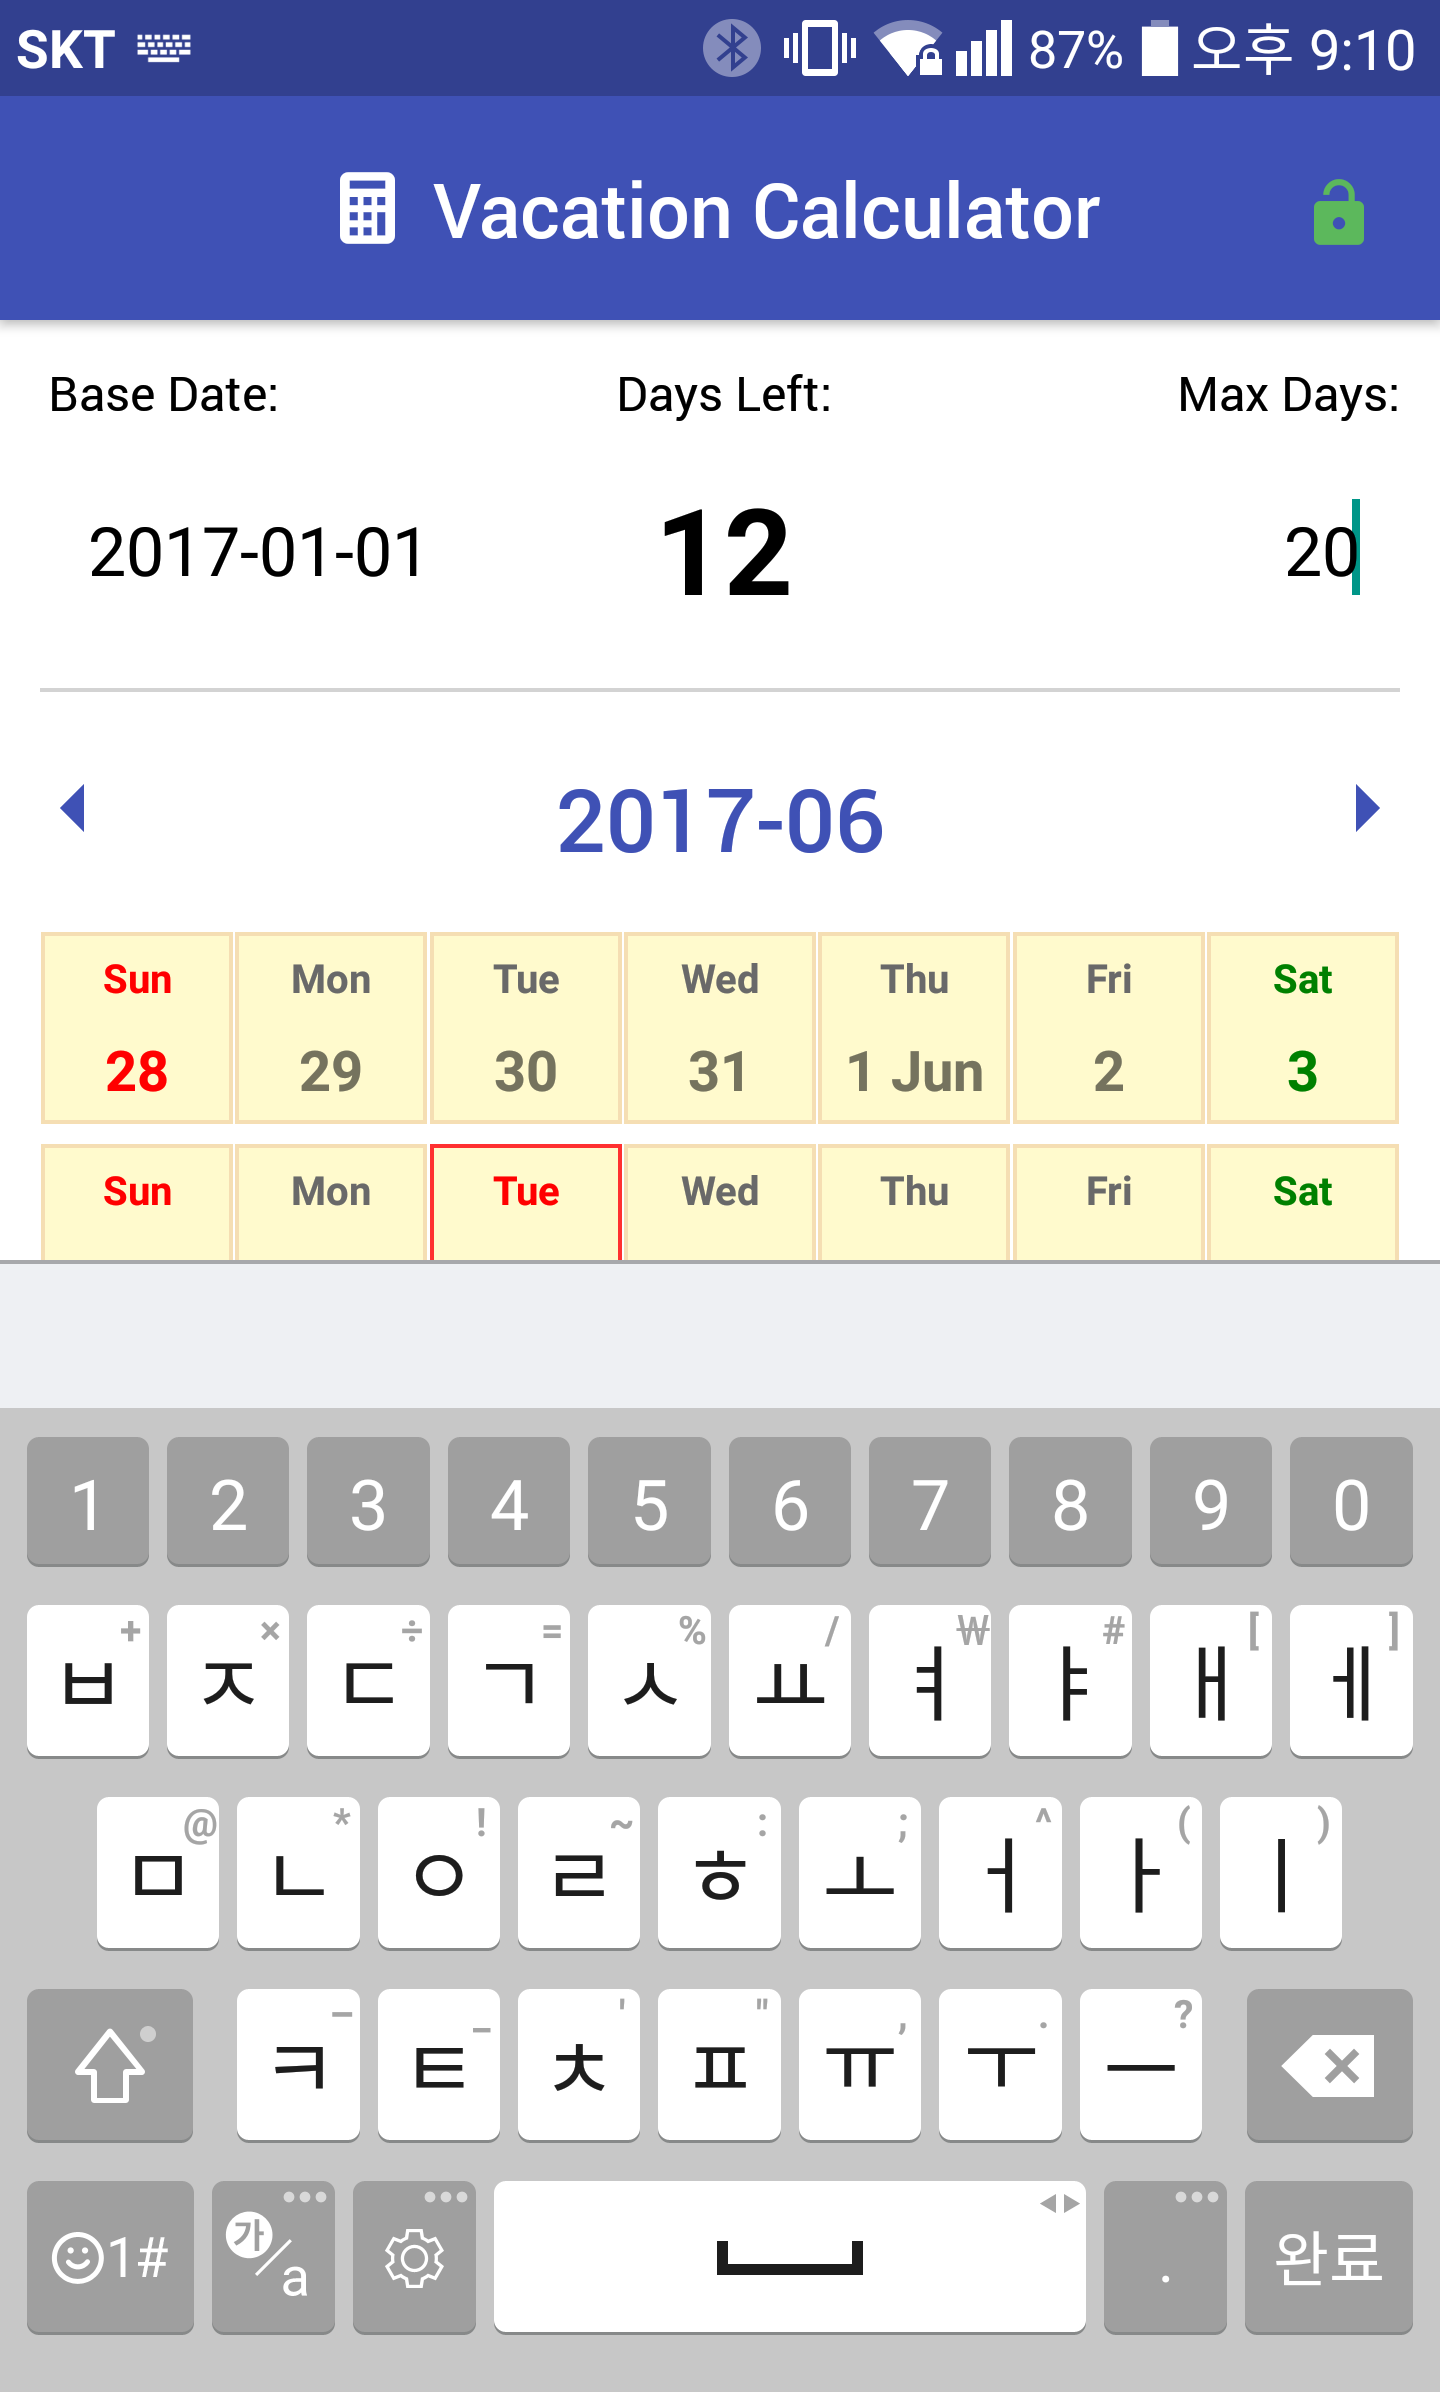 SKT 87% 오후 9:10
Vacation Calculator
Base Date: Days Left: Max Days:
2017-01-01 12 20
2017-06
Sun Mon Tue Wed Thu Fri Sat
28 29 30 31 1 Jun 2 3
Sun Mon Tue Wed Thu Fri Sat
1 2 3 4 5 6 7 8 9 0
+ × ÷ = % / ₩ # [ ]
ㅂ ㅈ ㄷ ㄱ ㅅ ㅛ ㅕ ㅑ ㅐ ㅔ
@ * ! ~ : ; ^ ( )
ㅁ ㄴ ㅇ ㄹ ㅎ ㅗ ㅓ ㅏ ㅣ
- _ ' " , . ?
ㅋ ㅌ ㅊ ㅍ ㅠ ㅜ ㅡ
1# 가/a . 완료